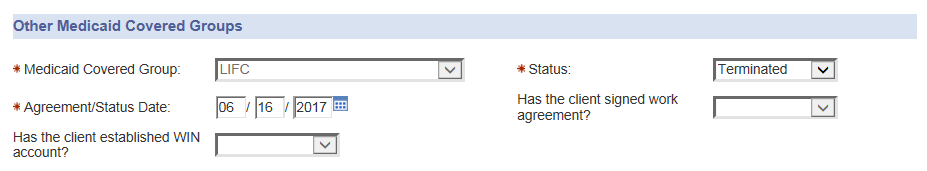 Other Medicaid Covered Groups
* Medicaid Covered Group: LIFC * Status: Terminated
* Agreement/Status Date: 06 / 16 / 2017 Has the client signed work
agreement?
Has the client established WIN
account?